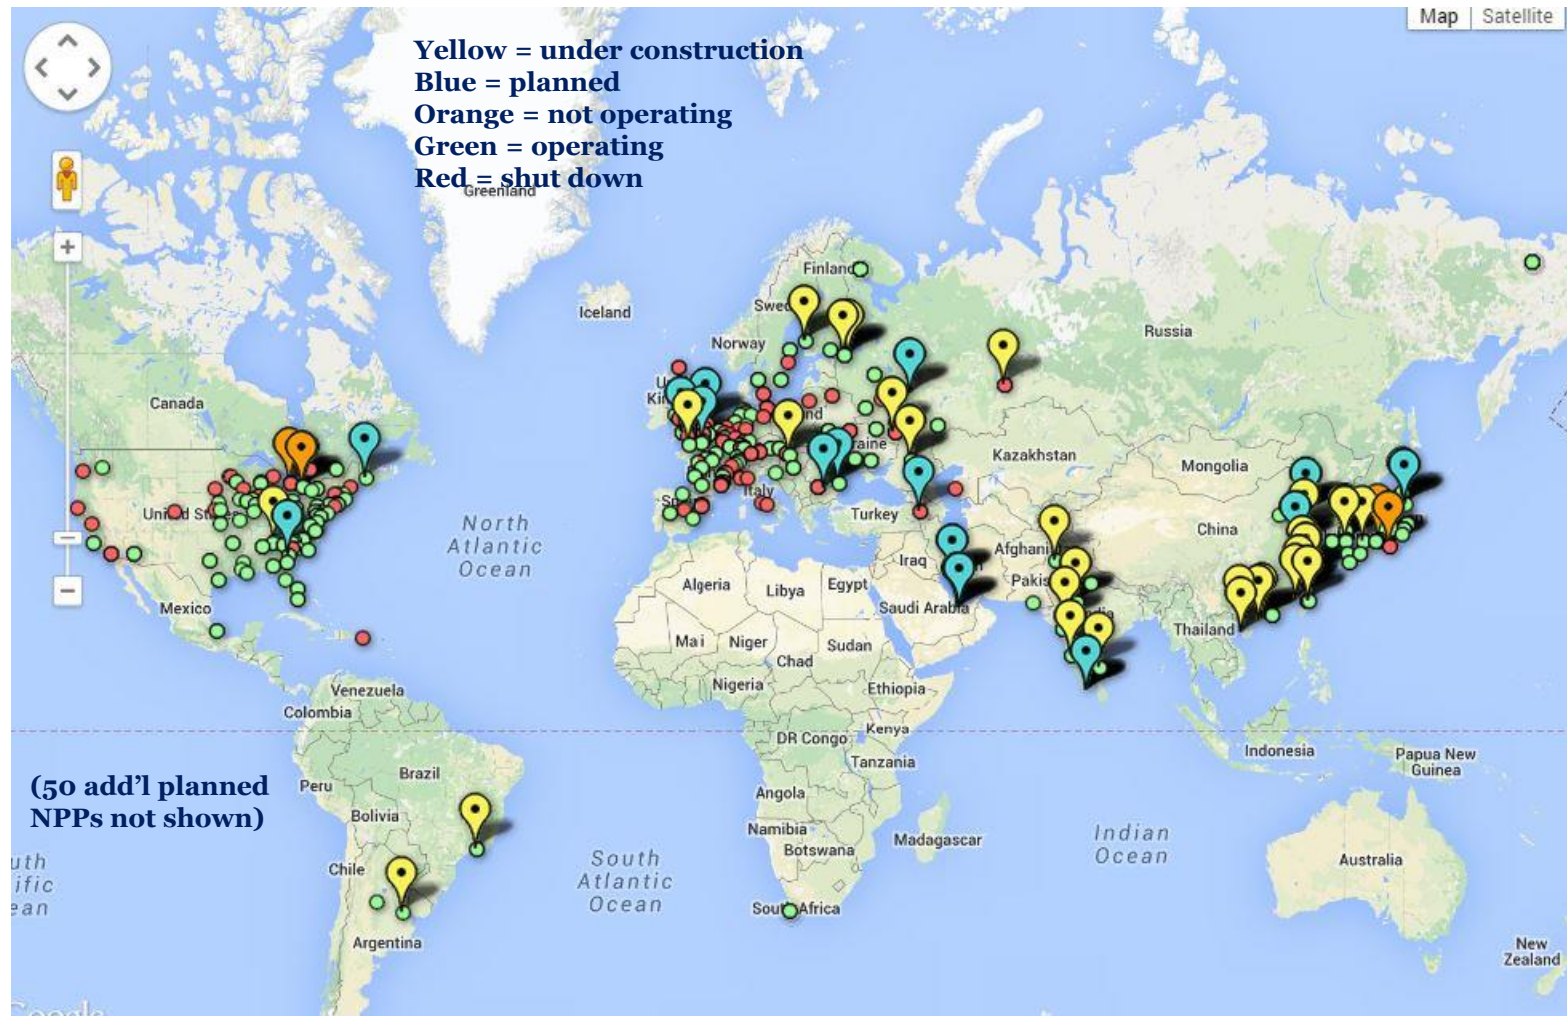 Map
Satellite
Yellow = under construction
Blue = planned
Orange = not operating
Green = operating
Red = shut down
Greenland
Finland
Iceland
Norway
Russia
Canada
Kazakhstan
Mongolia
Italy
Turkey
China
North
Atlantic
Ocean
Iraq
Algeria
Libya
Egypt
Saudi Arabia
Mexico
Thailand
Mai
Niger
Sudan
Chad
Nigeria
Ethiopia
Venezuela
Colombia
DR Congo
Kenya
Tanzania
Indonesia
Papua New
Guinea
(50 add’l planned
NPPs not shown)
Peru
Brazil
Bolivia
Angola
Namibia
Botswana
Madagascar
Indian
Ocean
Chile
South
Atlantic
Ocean
Australia
South Africa
Argentina
New
Zealand